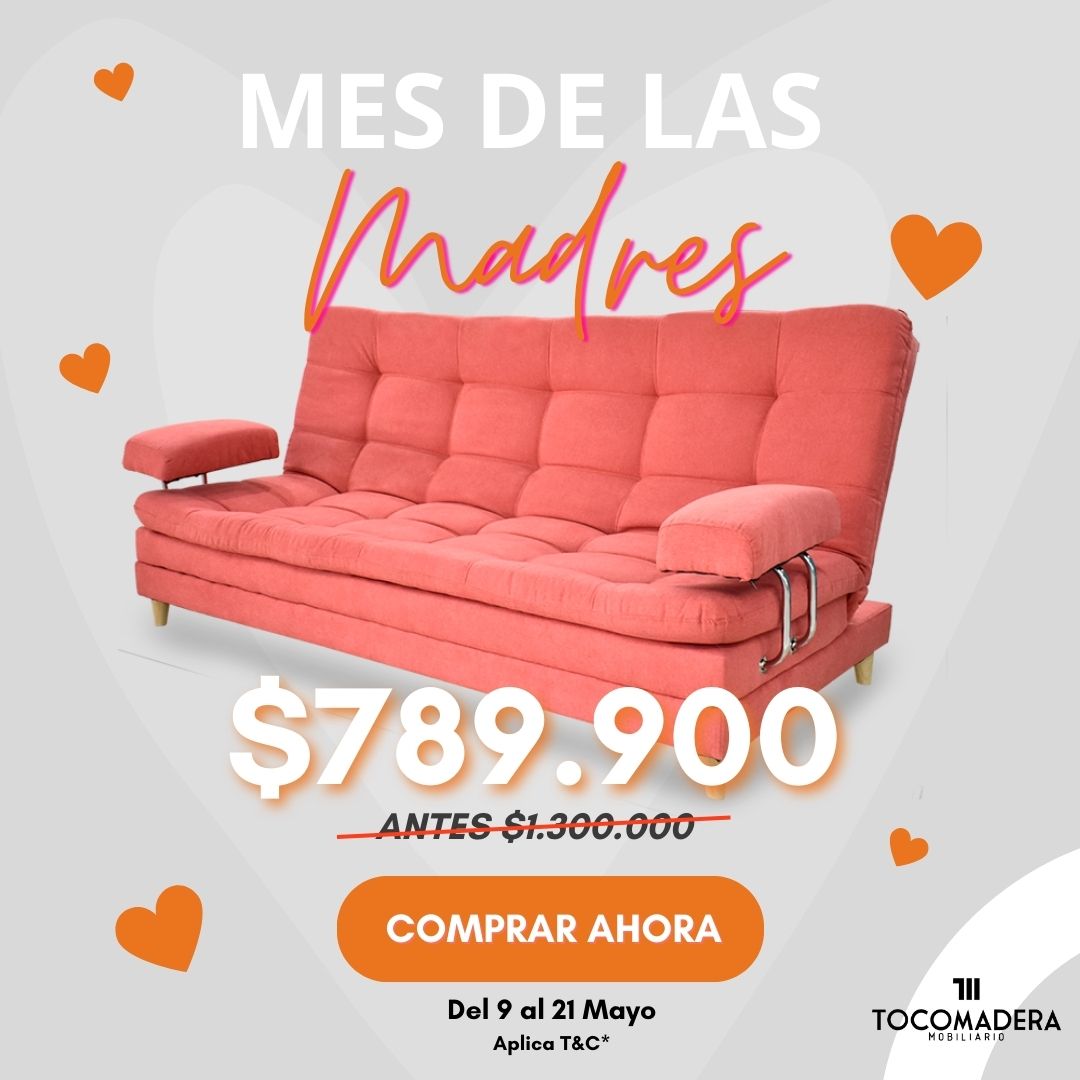 MES DE LAS
Madres
$789.900
ANTES $1.300.000
COMPRAR AHORA
Del 9 al 21 Mayo
Aplica T&C*
TOCOMADERA
MOBILIARIO